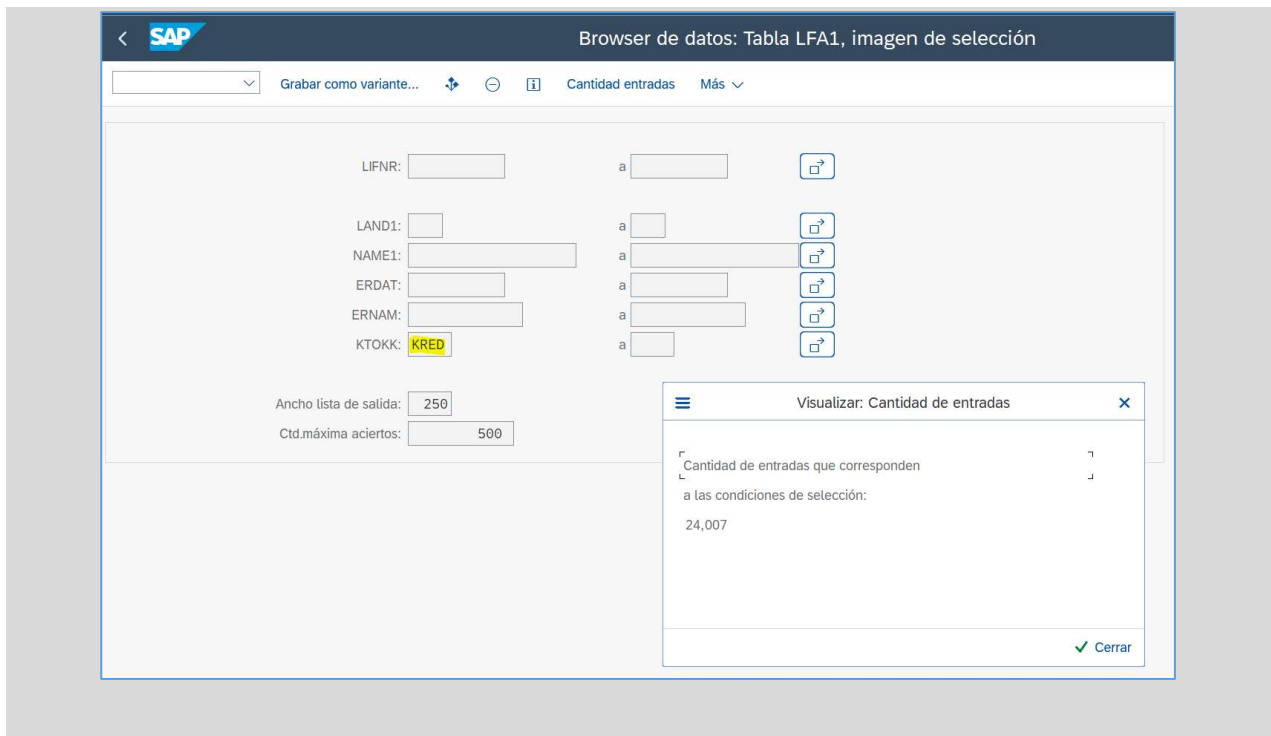 SAP
Browser de datos: Tabla LFA1, imagen de selección
Grabar como variante... Cantidad entradas Más
LIFNR: a
LAND1: a
NAME1: a
ERDAT: a
ERNAM: a
KTOKK: KRED a
Ancho lista de salida: 250
Ctd.máxima aciertos: 500
Visualizar: Cantidad de entradas
Cantidad de entradas que corresponden
a las condiciones de selección:
24,007
Cerrar